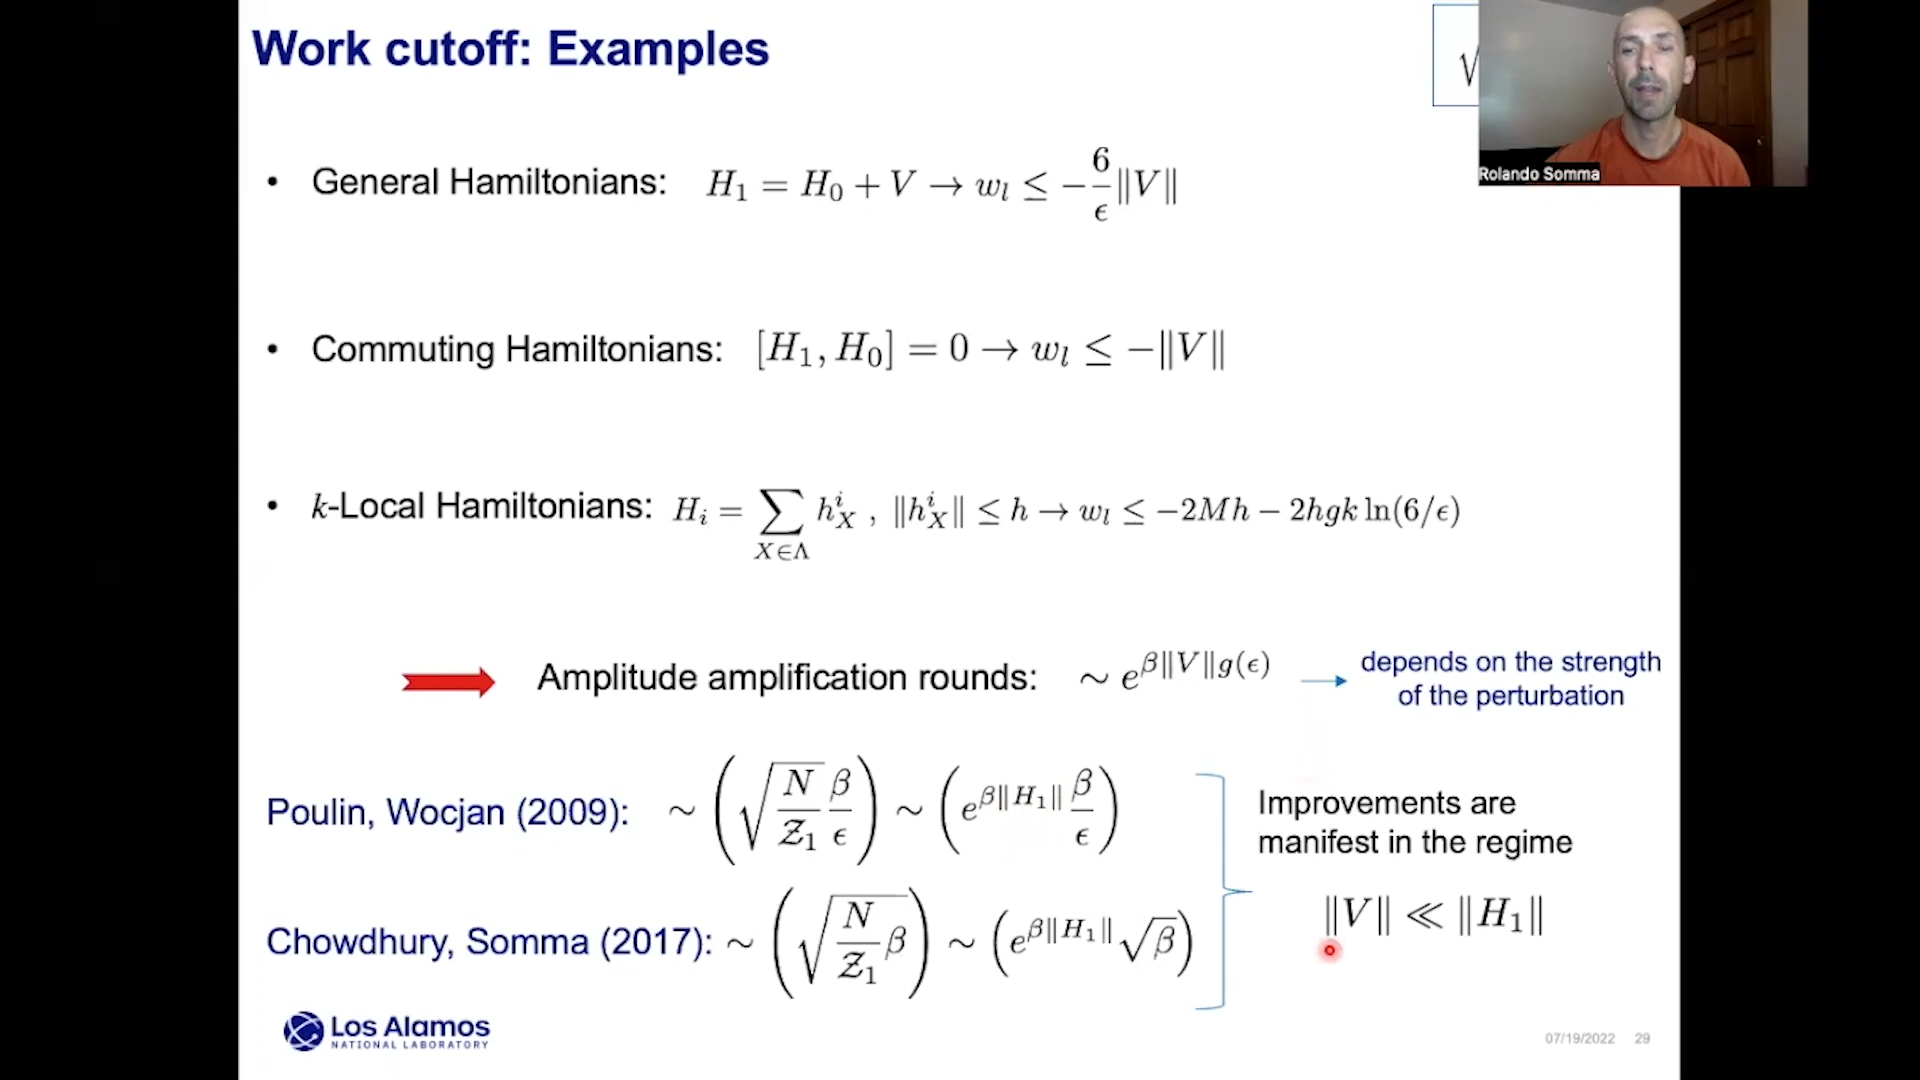 Work cutoff: Examples
√
Rolando Somma
• General Hamiltonians: H₁ = H₀ + V → w_l ≤ −(6/ϵ)‖V‖
• Commuting Hamiltonians: [H₁, H₀] = 0 → w_l ≤ −‖V‖
• k-Local Hamiltonians: H_i = ∑_{X∈Λ} h_X^i , ‖h_X^i‖ ≤ h → w_l ≤ −2Mh − 2hgk ln(6/ϵ)
Amplitude amplification rounds: ∼ e^{β‖V‖g(ϵ)}
depends on the strength
of the perturbation
Poulin, Wocjan (2009): ∼ (√(N/𝒵₁) β/ϵ) ∼ (e^{β‖H₁‖} β/ϵ)
Chowdhury, Somma (2017): ∼ (√(N/𝒵₁ β)) ∼ (e^{β‖H₁‖} √β)
Improvements are
manifest in the regime
‖V‖ ≪ ‖H₁‖
Los Alamos
NATIONAL LABORATORY
07/19/2022 29